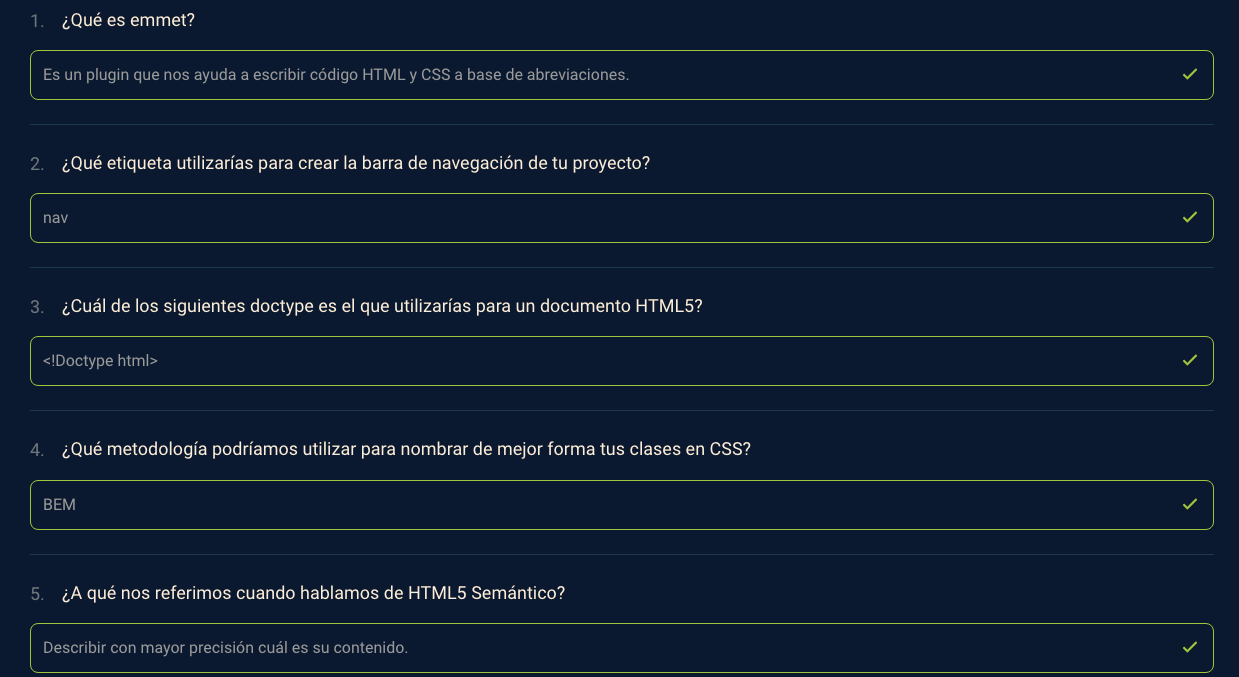 1. ¿Qué es emmet?
Es un plugin que nos ayuda a escribir código HTML y CSS a base de abreviaciones.
2. ¿Qué etiqueta utilizarías para crear la barra de navegación de tu proyecto?
nav
3. ¿Cuál de los siguientes doctype es el que utilizarías para un documento HTML5?
<!Doctype html>
4. ¿Qué metodología podríamos utilizar para nombrar de mejor forma tus clases en CSS?
BEM
5. ¿A qué nos referimos cuando hablamos de HTML5 Semántico?
Describir con mayor precisión cuál es su contenido.